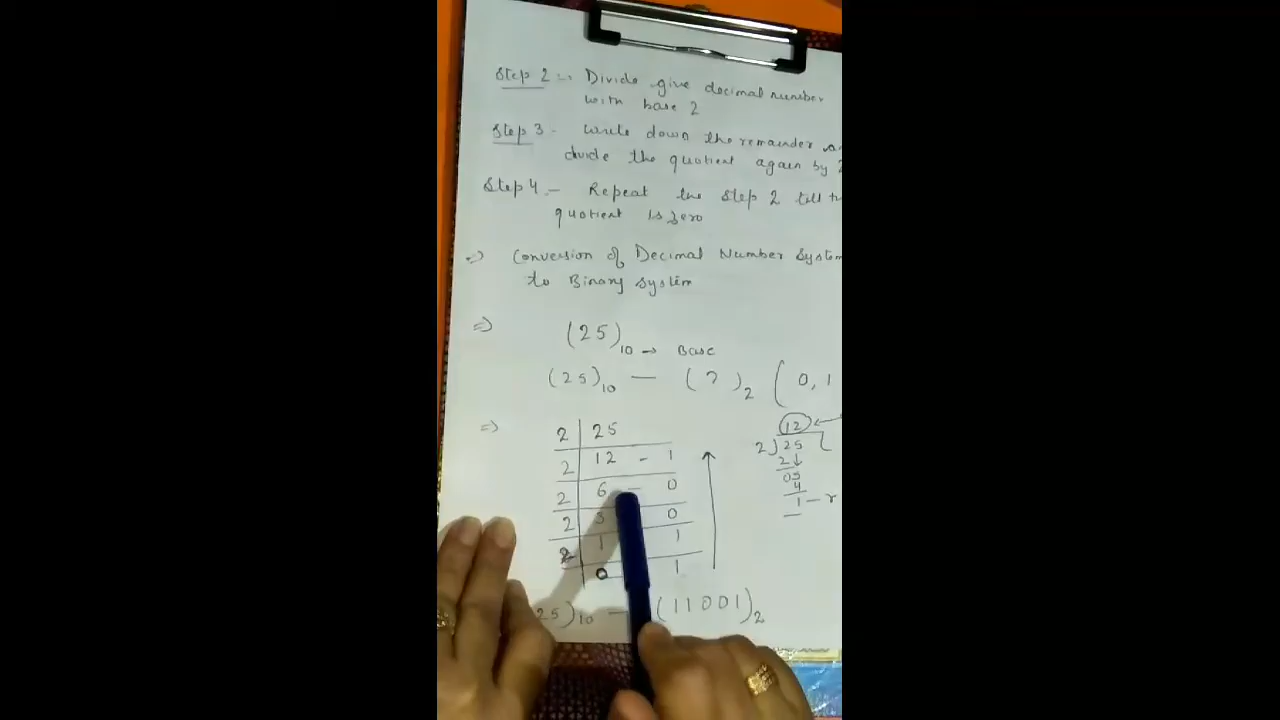 Step 2 :- Divide give decimal number
with base 2
Step 3 - Write down the remainder
divide the quotient again by 2
Step 4 - Repeat the step 2 till
quotient is zero
Conversion of Decimal Number System
to Binary System
⇒ (25)10 → Base
(25)10 — (?)2 (0, 1
⇒ 2 | 25
2 | 12 - 1
2 | 6 - 0
2 | 3 0
2 | 1 1
0 1
25)10 — (11001)2
12 ←
2)25
2↓
05
4
1 — r